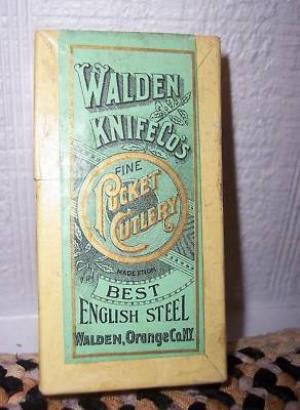 WALDEN
KNIFE CO'S
FINE
POCKET
CUTLERY
MADE FROM
BEST
ENGLISH STEEL
WALDEN, Orange Co. N.Y.